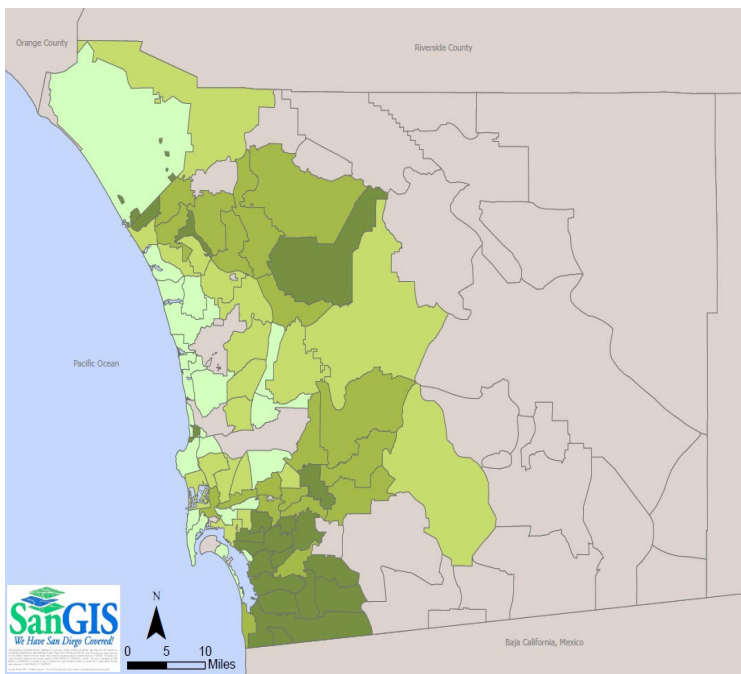 Orange County
Riverside County
Pacific Ocean
SanGIS
We Have San Diego Covered!
N
0 5 10
Miles
Baja California, Mexico